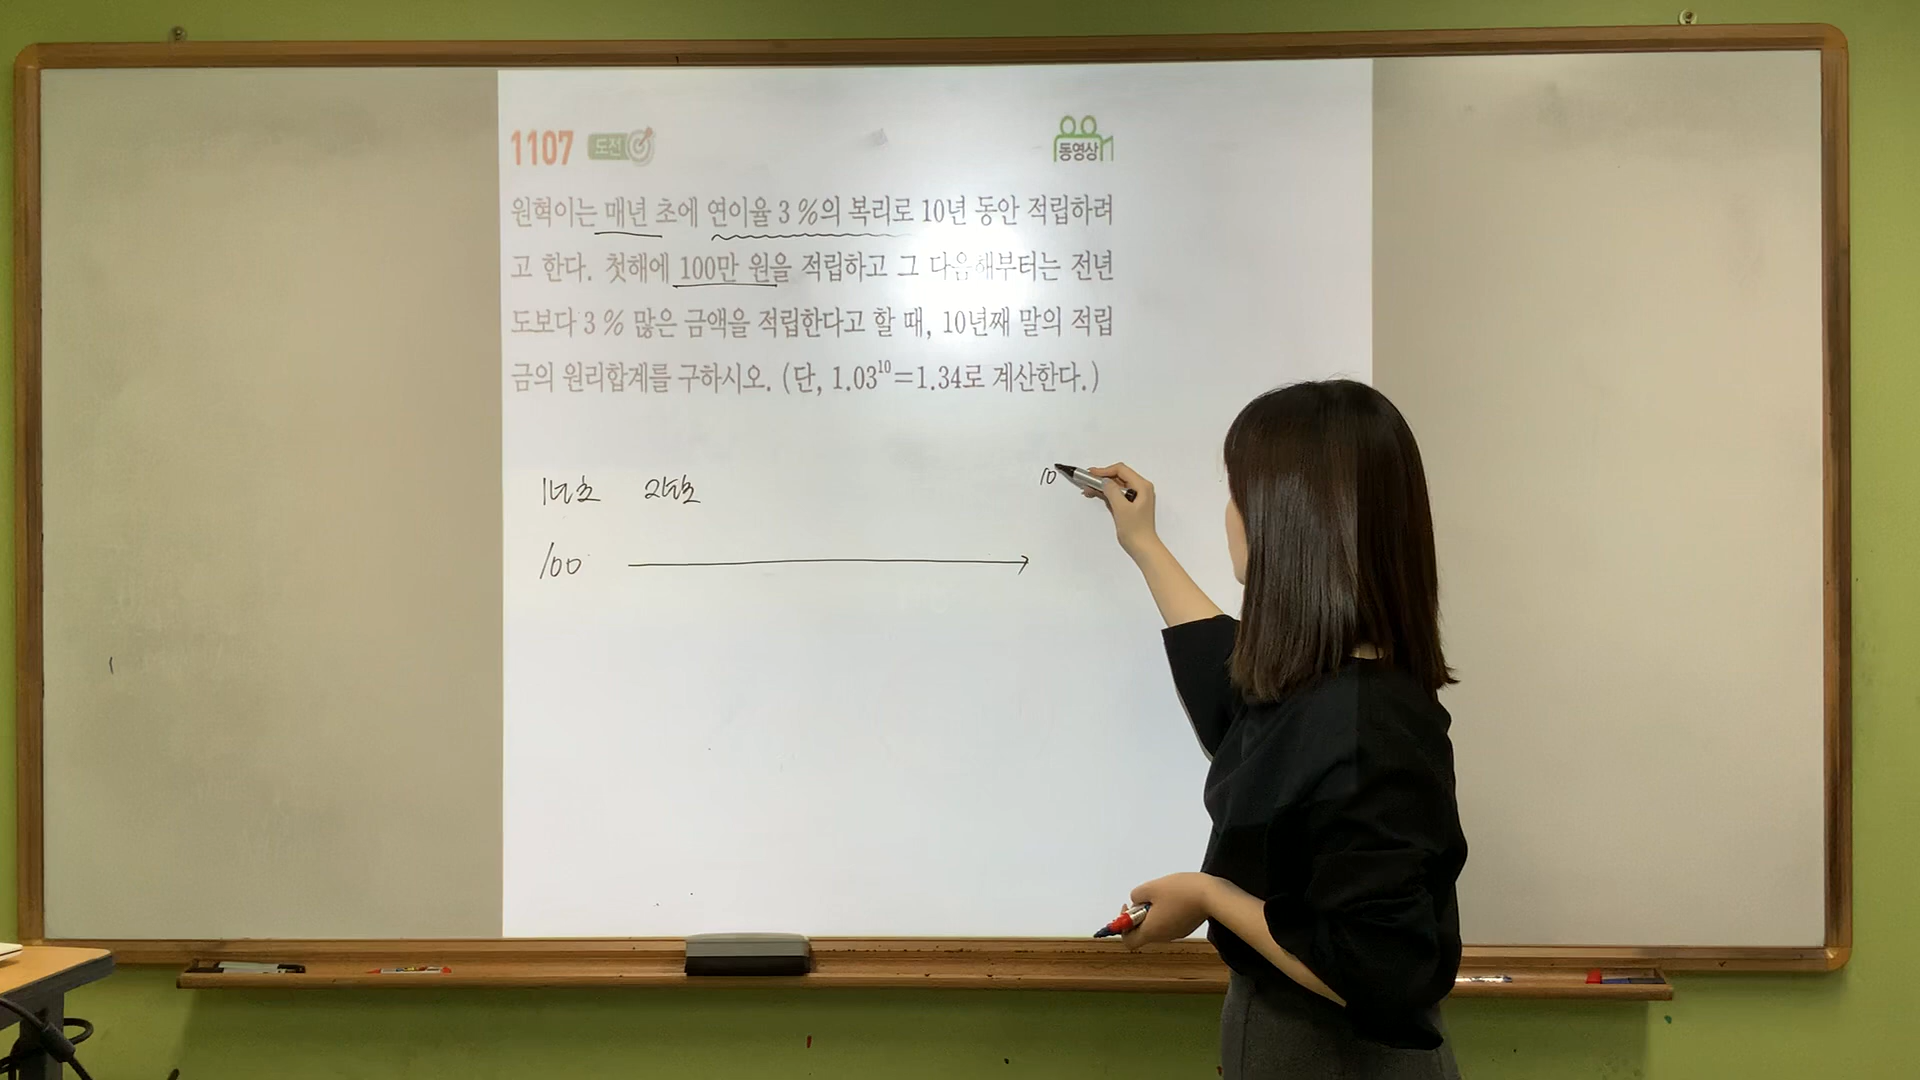 1107 도전
동영상
원혁이는 매년 초에 연이율 3 %의 복리로 10년 동안 적립하려
고 한다. 첫해에 100만 원을 적립하고 그 다음해부터는 전년
도보다 3 % 많은 금액을 적립한다고 할 때, 10년째 말의 적립
금의 원리합계를 구하시오. (단, 1.03¹⁰=1.34로 계산한다.)
1년초 2년초 10
100